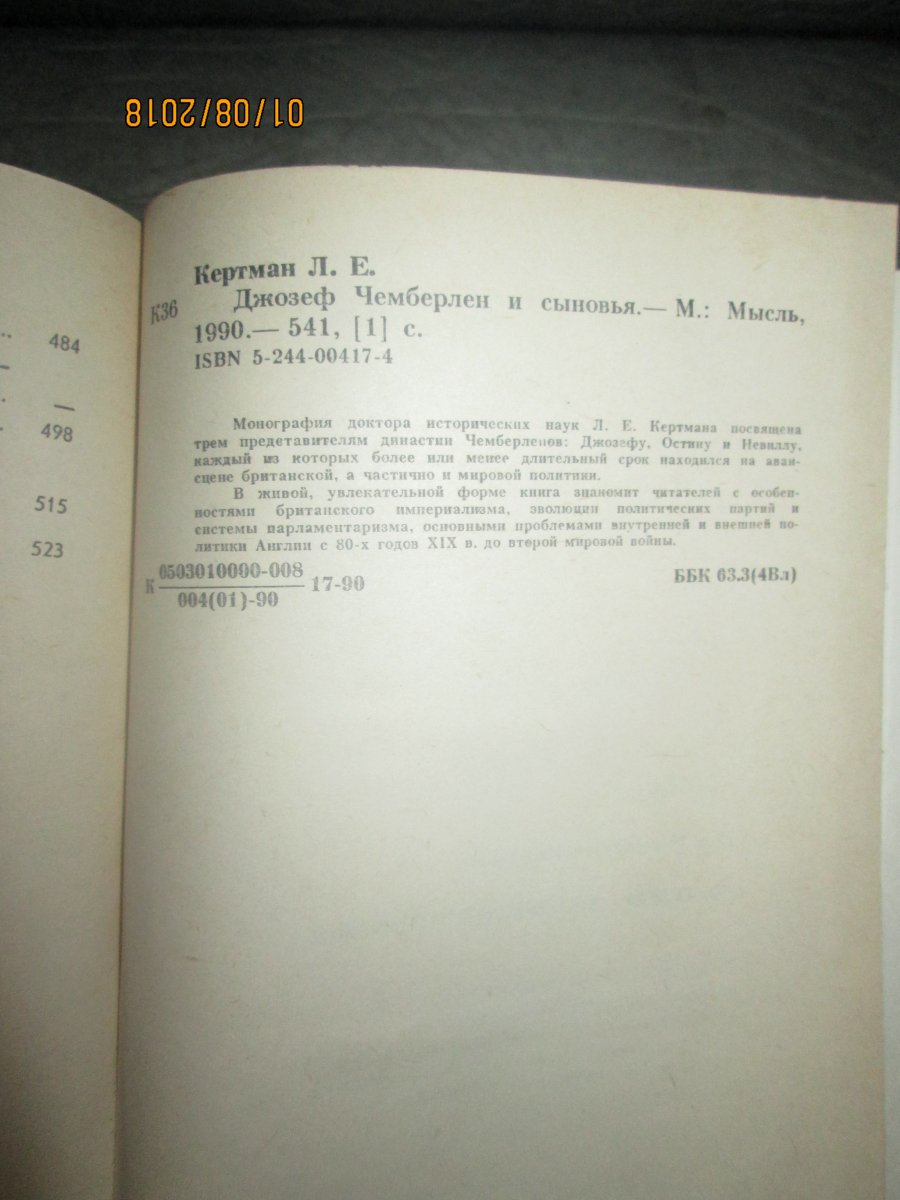 01/08/2018
484
—
—
498
515
523
Кертман Л. Е.
К36 Джозеф Чемберлен и сыновья.— М.: Мысль,
1990.— 541, [1] с.
ISBN 5-244-00417-4
Монография доктора исторических наук Л. Е. Кертмана посвящена
трем представителям династии Чемберленов: Джозефу, Остину и Невиллу,
каждый из которых более или менее длительный срок находился на аван-
сцене британской, а частично и мировой политики.
В живой, увлекательной форме книга знакомит читателей с особен-
ностями британского империализма, эволюции политических партий и
системы парламентаризма, основными проблемами внутренней и внешней по-
литики Англии с 80-х годов XIX в. до второй мировой войны.
К 0503010000-008
004(01)-90 17-90
ББК 63.3(4Вл)